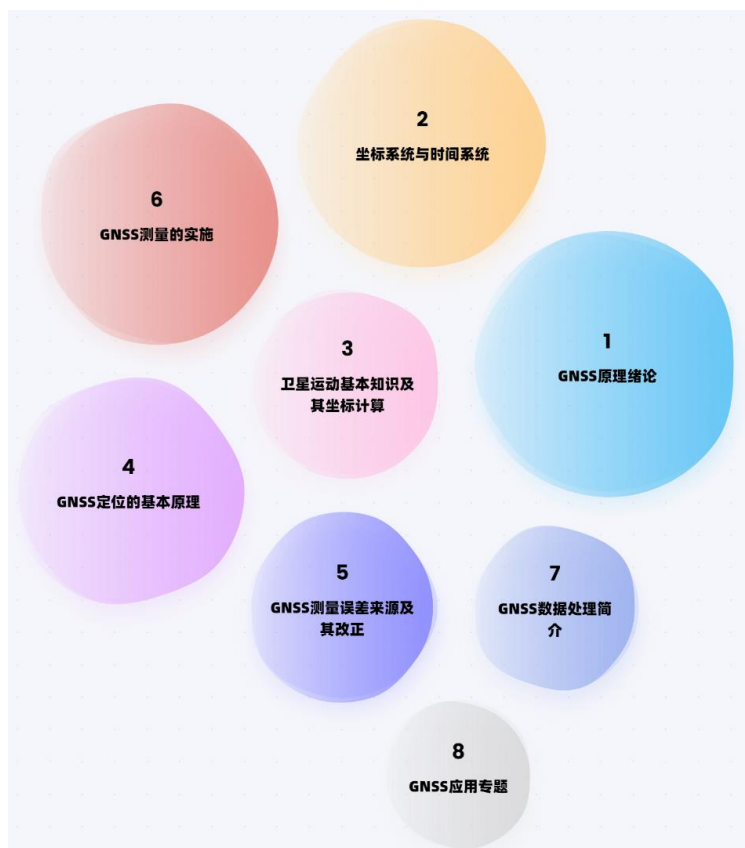 2
坐标系统与时间系统
6
GNSS测量的实施
1
GNSS原理绪论
3
卫星运动基本知识及
其坐标计算
4
GNSS定位的基本原理
5
GNSS测量误差来源及
其改正
7
GNSS数据处理简
介
8
GNSS应用专题